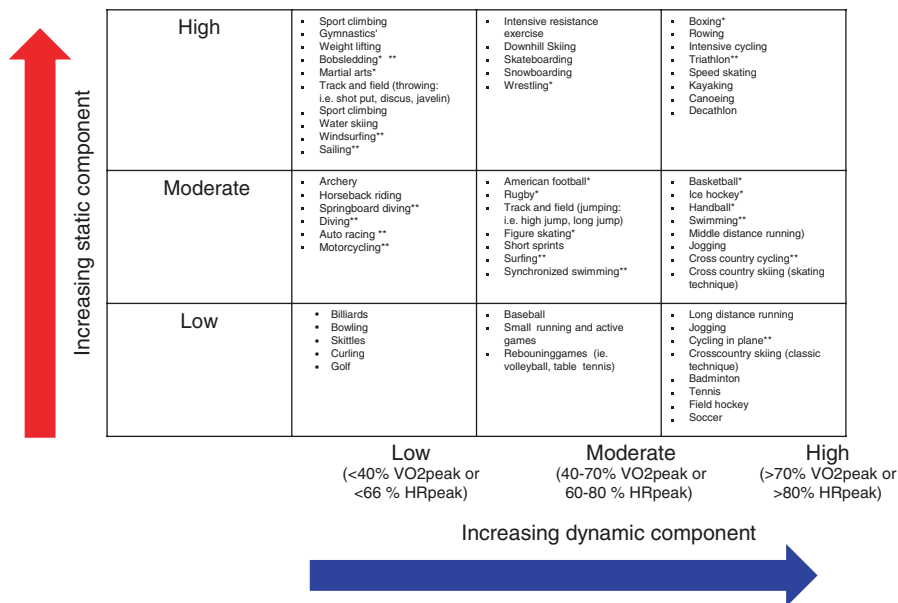 Increasing static component
High
Sport climbing
Gymnastics'
Weight lifting
Bobsledding* **
Martial arts*
Track and field (throwing:
i.e. shot put, discus, javelin)
Sport climbing
Water skiing
Windsurfing**
Sailing**
Intensive resistance
exercise
Downhill Skiing
Skateboarding
Snowboarding
Wrestling*
Boxing*
Rowing
Intensive cycling
Triathlon**
Speed skating
Kayaking
Canoeing
Decathlon
Moderate
Archery
Horseback riding
Springboard diving**
Diving**
Auto racing **
Motorcycling**
American football*
Rugby*
Track and field (jumping:
i.e. high jump, long jump)
Figure skating*
Short sprints
Surfing**
Synchronized swimming**
Basketball*
Ice hockey*
Handball*
Swimming**
Middle distance running)
Jogging
Cross country cycling**
Cross country skiing (skating
technique)
Low
Billiards
Bowling
Skittles
Curling
Golf
Baseball
Small running and active
games
Rebouninggames (ie.
volleyball, table tennis)
Long distance running
Jogging
Cycling in plane**
Crosscountry skiing (classic
technique)
Badminton
Tennis
Field hockey
Soccer
Low
(<40% VO2peak or
<66 % HRpeak)
Moderate
(40-70% VO2peak or
60-80 % HRpeak)
High
(>70% VO2peak or
>80% HRpeak)
Increasing dynamic component